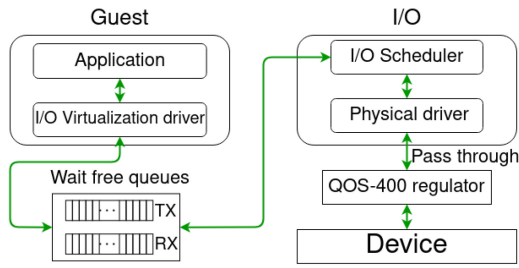 Guest
Application
I/O Virtualization driver
Wait free queues
··· TX
··· RX
I/O
I/O Scheduler
Physical driver
Pass through
QOS-400 regulator
Device